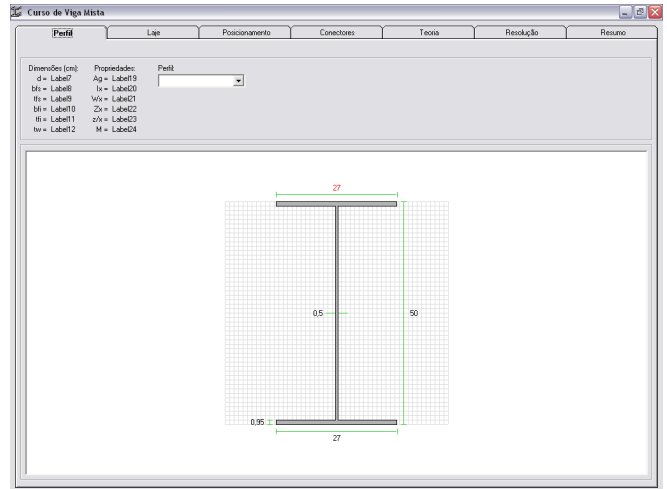 Curso de Viga Mista
Perfil Laje Posicionamento Conectores Teoria Resolução Resumo
Dimensões (cm): Propriedades: Perfil:
d = Label7 Ag = Label19
bfs = Label8 Ix = Label20
tfs = Label9 Wx = Label21
bfi = Label10 Zx = Label22
tfi = Label11 z/x = Label23
tw = Label12 M = Label24
27
0,5 50
0,95
27